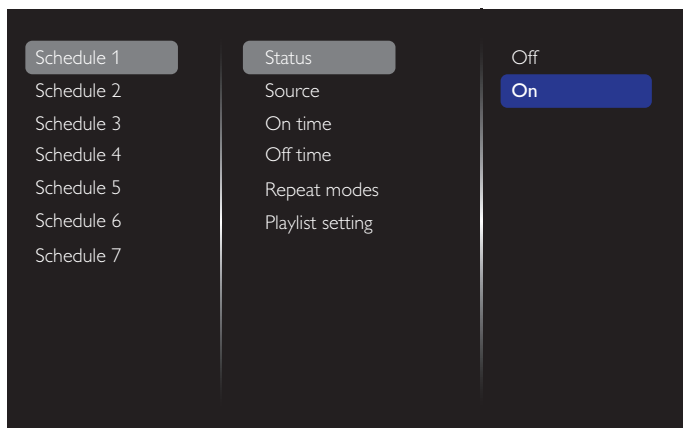 Schedule 1
Schedule 2
Schedule 3
Schedule 4
Schedule 5
Schedule 6
Schedule 7
Status
Source
On time
Off time
Repeat modes
Playlist setting
Off
On